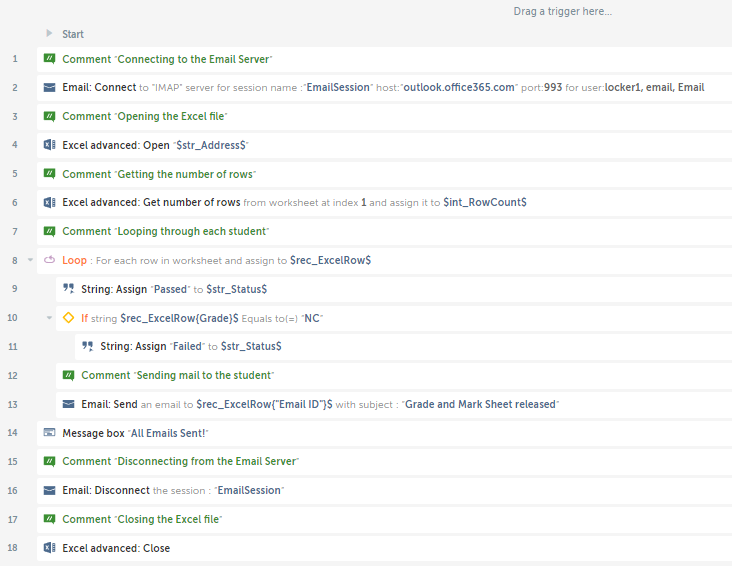 Drag a trigger here...
Start
1 Comment "Connecting to the Email Server"
2 Email: Connect to "IMAP" server for session name :"EmailSession" host:"outlook.office365.com" port:993 for user:locker1, email, Email
3 Comment "Opening the Excel file"
4 Excel advanced: Open "$str_Address$"
5 Comment "Getting the number of rows"
6 Excel advanced: Get number of rows from worksheet at index 1 and assign it to $int_RowCount$
7 Comment "Looping through each student"
8 Loop : For each row in worksheet and assign to $rec_ExcelRow$
9 String: Assign "Passed" to $str_Status$
10 If string $rec_ExcelRow{Grade}$ Equals to(=) "NC"
11 String: Assign "Failed" to $str_Status$
12 Comment "Sending mail to the student"
13 Email: Send an email to $rec_ExcelRow{"Email ID"}$ with subject : "Grade and Mark Sheet released"
14 Message box "All Emails Sent!"
15 Comment "Disconnecting from the Email Server"
16 Email: Disconnect the session : "EmailSession"
17 Comment "Closing the Excel file"
18 Excel advanced: Close